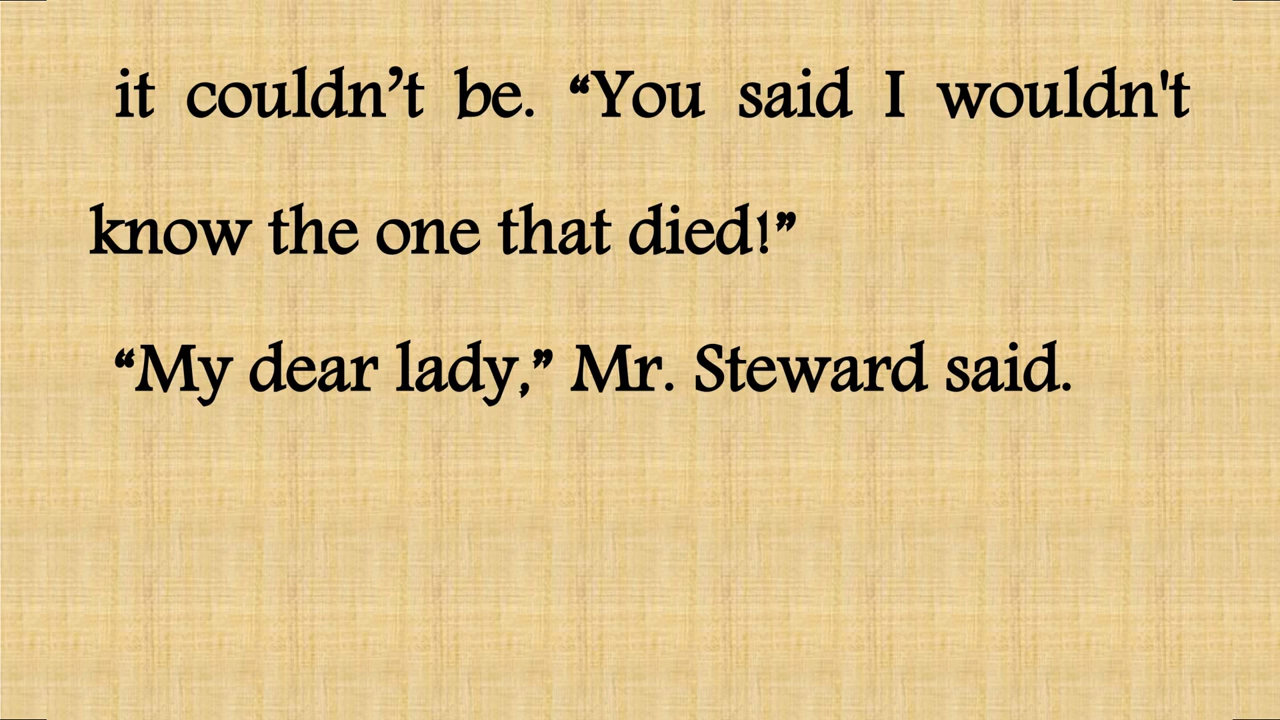 it couldn’t be. “You said I wouldn't
know the one that died!”
“My dear lady,” Mr. Steward said.